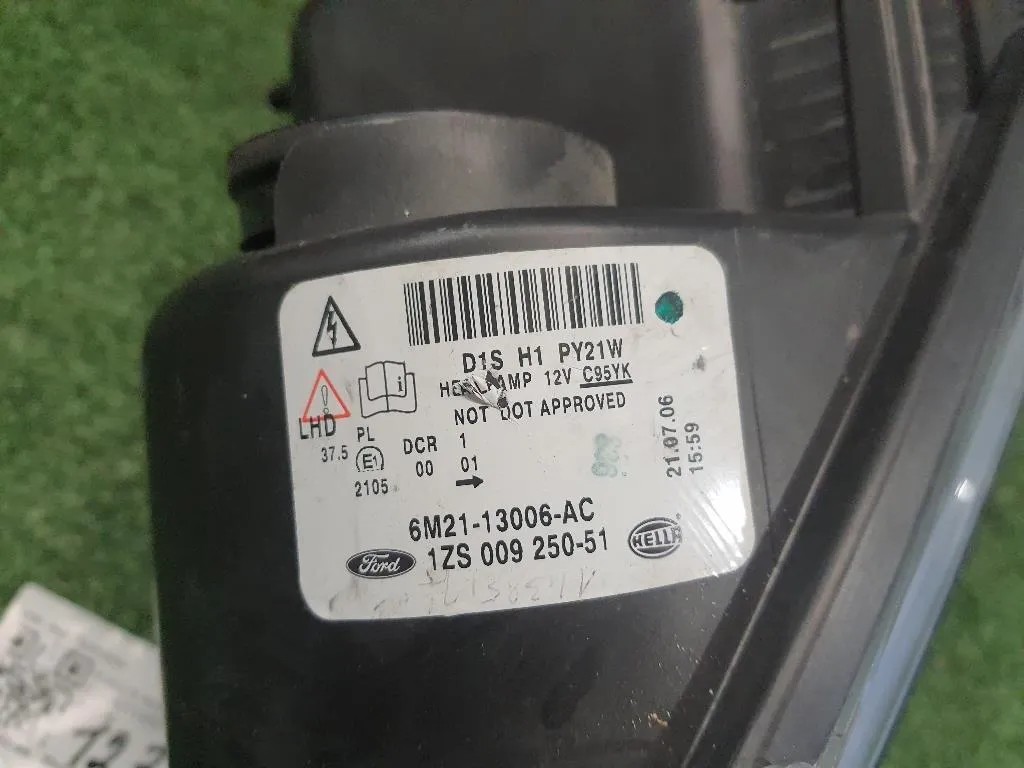 D1S H1 PY21W
12V C95YK
NOT DOT APPROVED
LHD
37.5
PL
E1
2105
DCR
00
1
01
21.07.06
15:59
6M21-13006-AC
Ford
1ZS 009 250-51
HELLA